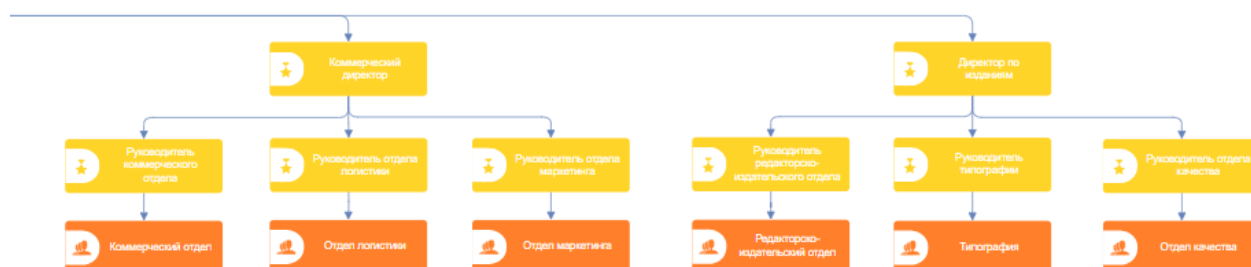 Коммерческий
директор
Директор по
изданиям
Руководитель
коммерческого
отдела
Руководитель отдела
логистики
Руководитель отдела
маркетинга
Руководитель
редакторско-
издательского отдела
Руководитель
типографии
Руководитель отдела
качества
Коммерческий отдел
Отдел логистики
Отдел маркетинга
Редакторско-
издательский отдел
Типография
Отдел качества